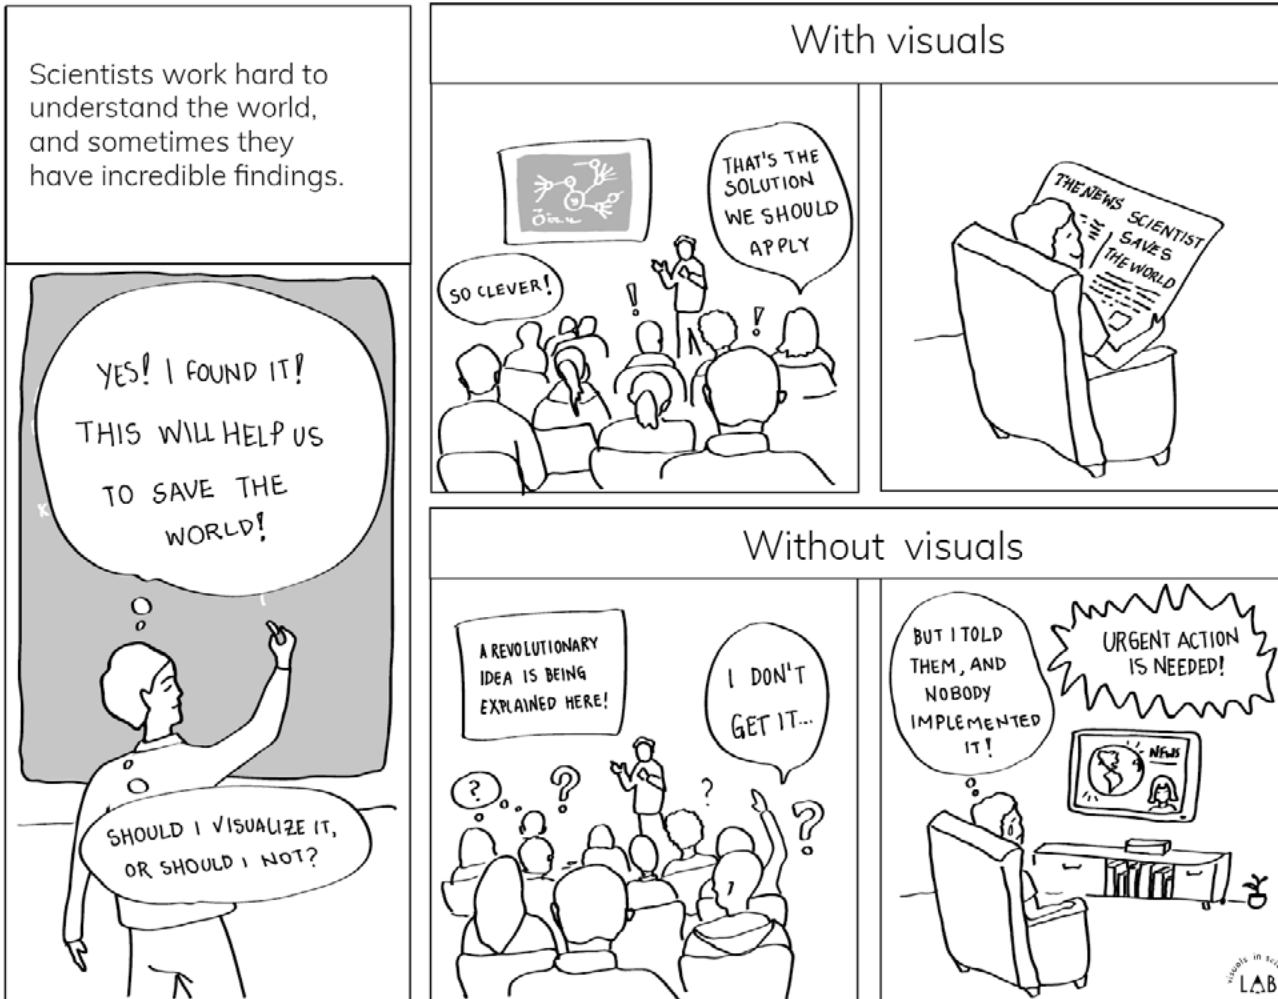 Scientists work hard to
understand the world,
and sometimes they
have incredible findings.
YES! I FOUND IT!
THIS WILL HELP US
TO SAVE THE
WORLD!
SHOULD I VISUALIZE IT,
OR SHOULD I NOT?
With visuals
SO CLEVER!
!
THAT'S THE
SOLUTION
WE SHOULD
APPLY
!
THE NEWS
SCIENTIST
SAVES
THE WORLD
Without visuals
A REVOLUTIONARY
IDEA IS BEING
EXPLAINED HERE!
I DON'T
GET IT...
?
?
?
?
BUT I TOLD
THEM, AND
NOBODY
IMPLEMENTED
IT!
URGENT ACTION
IS NEEDED!
NEWS
visuals in
LAB